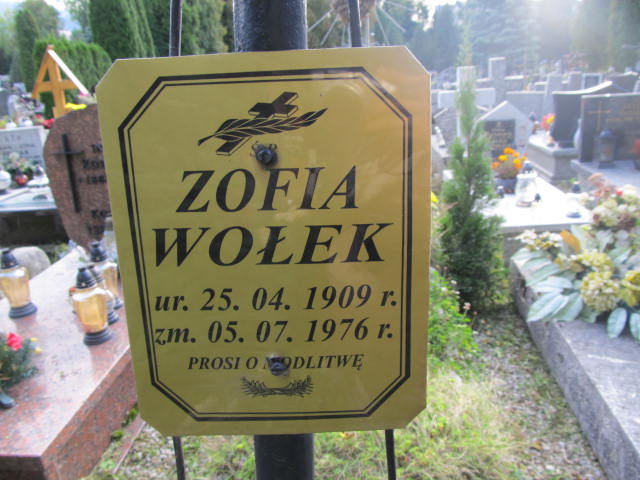 ZOFIA
WOŁEK
ur. 25. 04. 1909 r.
zm. 05. 07. 1976 r.
PROSI O MODLITWĘ